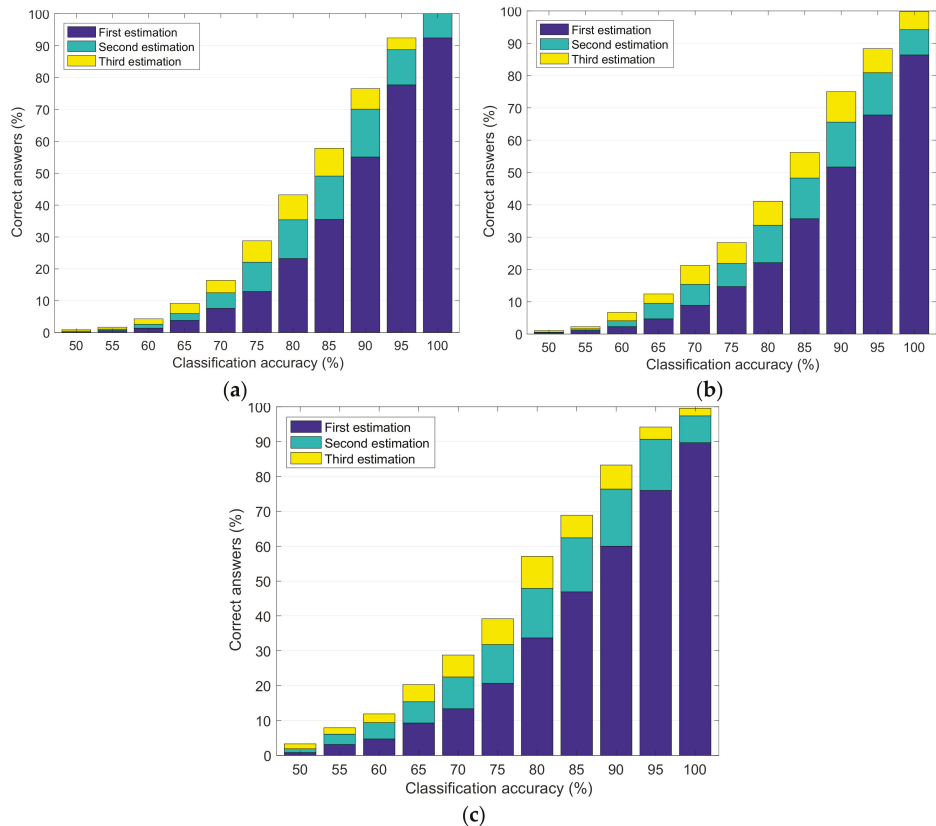 100
90
80
70
60
50
40
30
20
10
0
Correct answers (%)
First estimation
Second estimation
Third estimation
50 55 60 65 70 75 80 85 90 95 100
Classification accuracy (%)
(a)
100
90
80
70
60
50
40
30
20
10
0
Correct answers (%)
First estimation
Second estimation
Third estimation
50 55 60 65 70 75 80 85 90 95 100
Classification accuracy (%)
(b)
100
90
80
70
60
50
40
30
20
10
0
Correct answers (%)
First estimation
Second estimation
Third estimation
50 55 60 65 70 75 80 85 90 95 100
Classification accuracy (%)
(c)